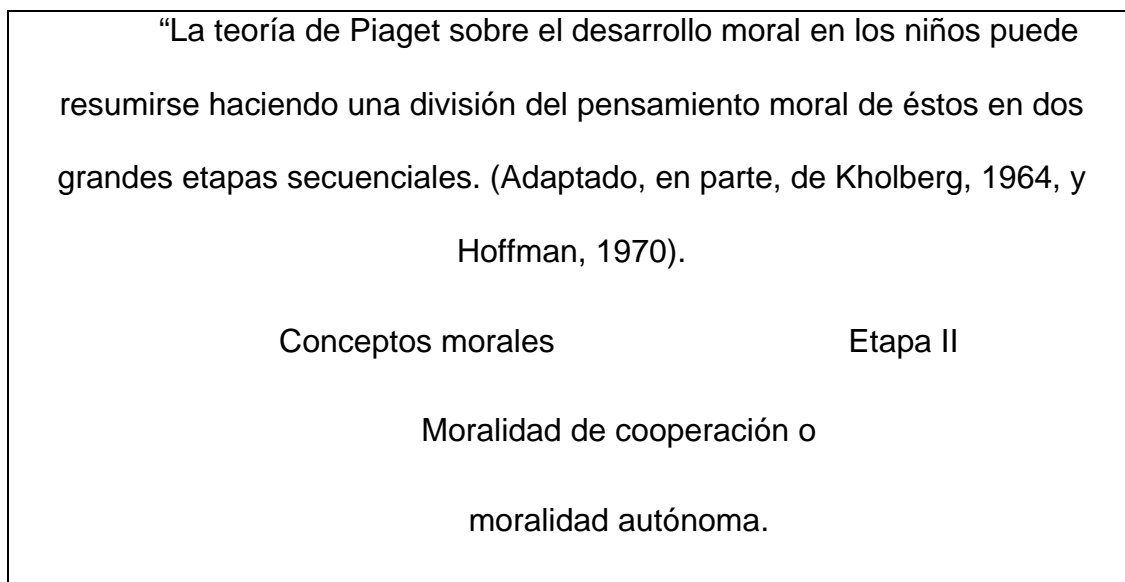 “La teoría de Piaget sobre el desarrollo moral en los niños puede
resumirse haciendo una división del pensamiento moral de éstos en dos
grandes etapas secuenciales. (Adaptado, en parte, de Kholberg, 1964, y
Hoffman, 1970).
Conceptos morales Etapa II
Moralidad de cooperación o
moralidad autónoma.